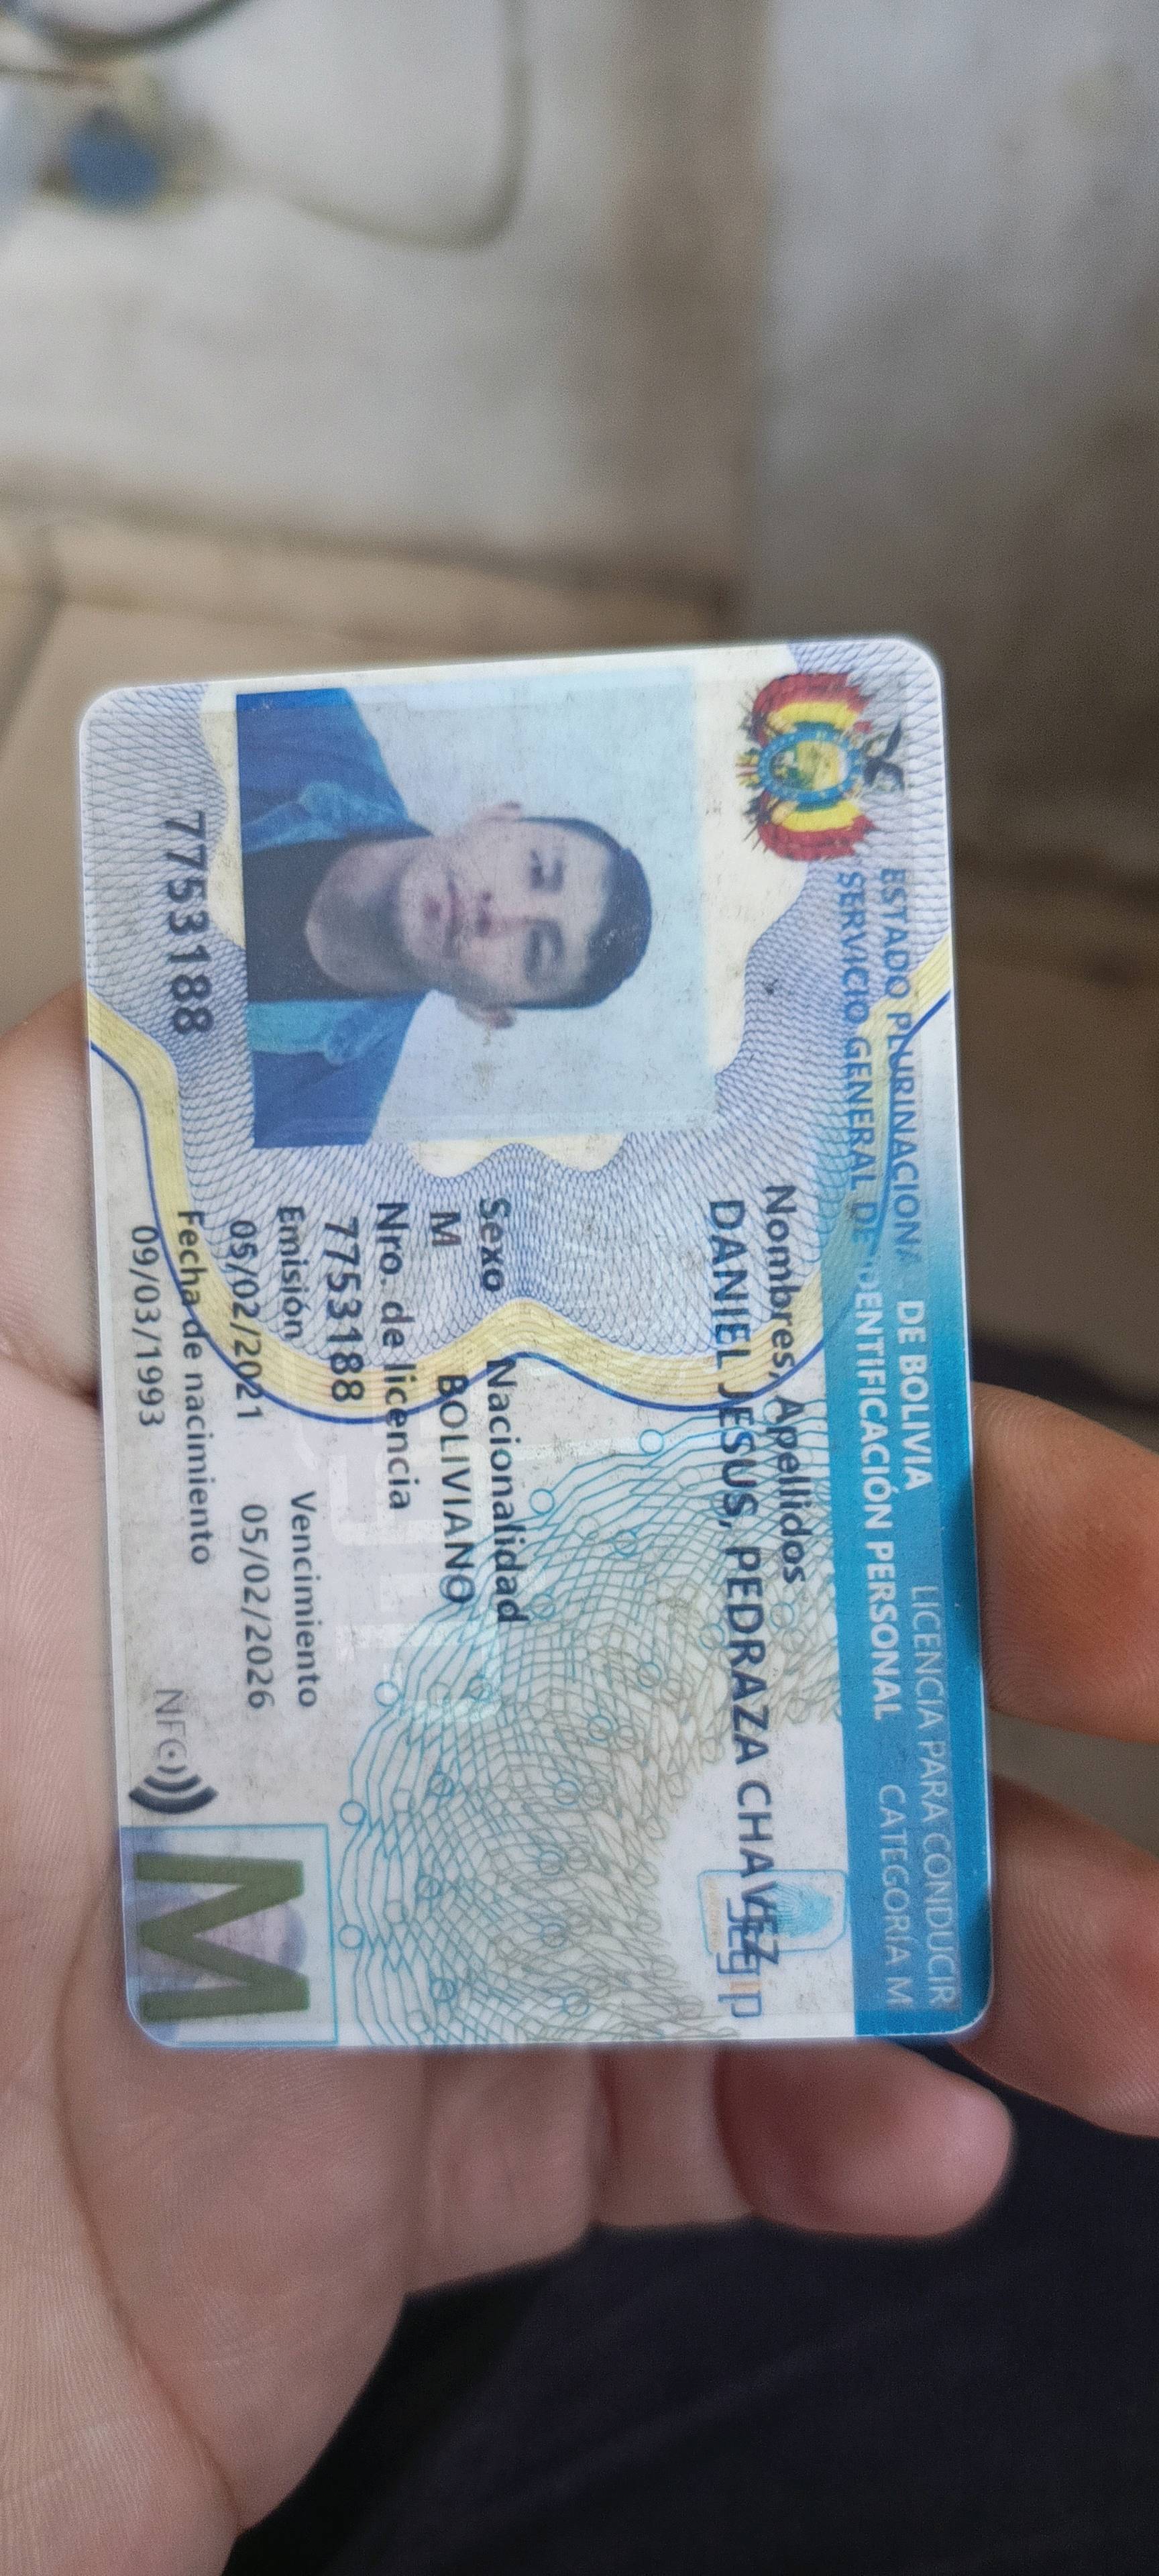 ESTADO PLURINACIONAL DE BOLIVIA
LICENCIA PARA CONDUCIR
SERVICIO GENERAL DE IDENTIFICACIÓN PERSONAL
CATEGORÍA M
Nombres, Apellidos
DANIEL JESUS, PEDRAZA CHAVEZ
segip
Sexo Nacionalidad
M BOLIVIANO
Nro. de licencia
7753188
Emisión Vencimiento
05/02/2021 05/02/2026
Fecha de nacimiento
09/03/1993
7753188
NFC
M